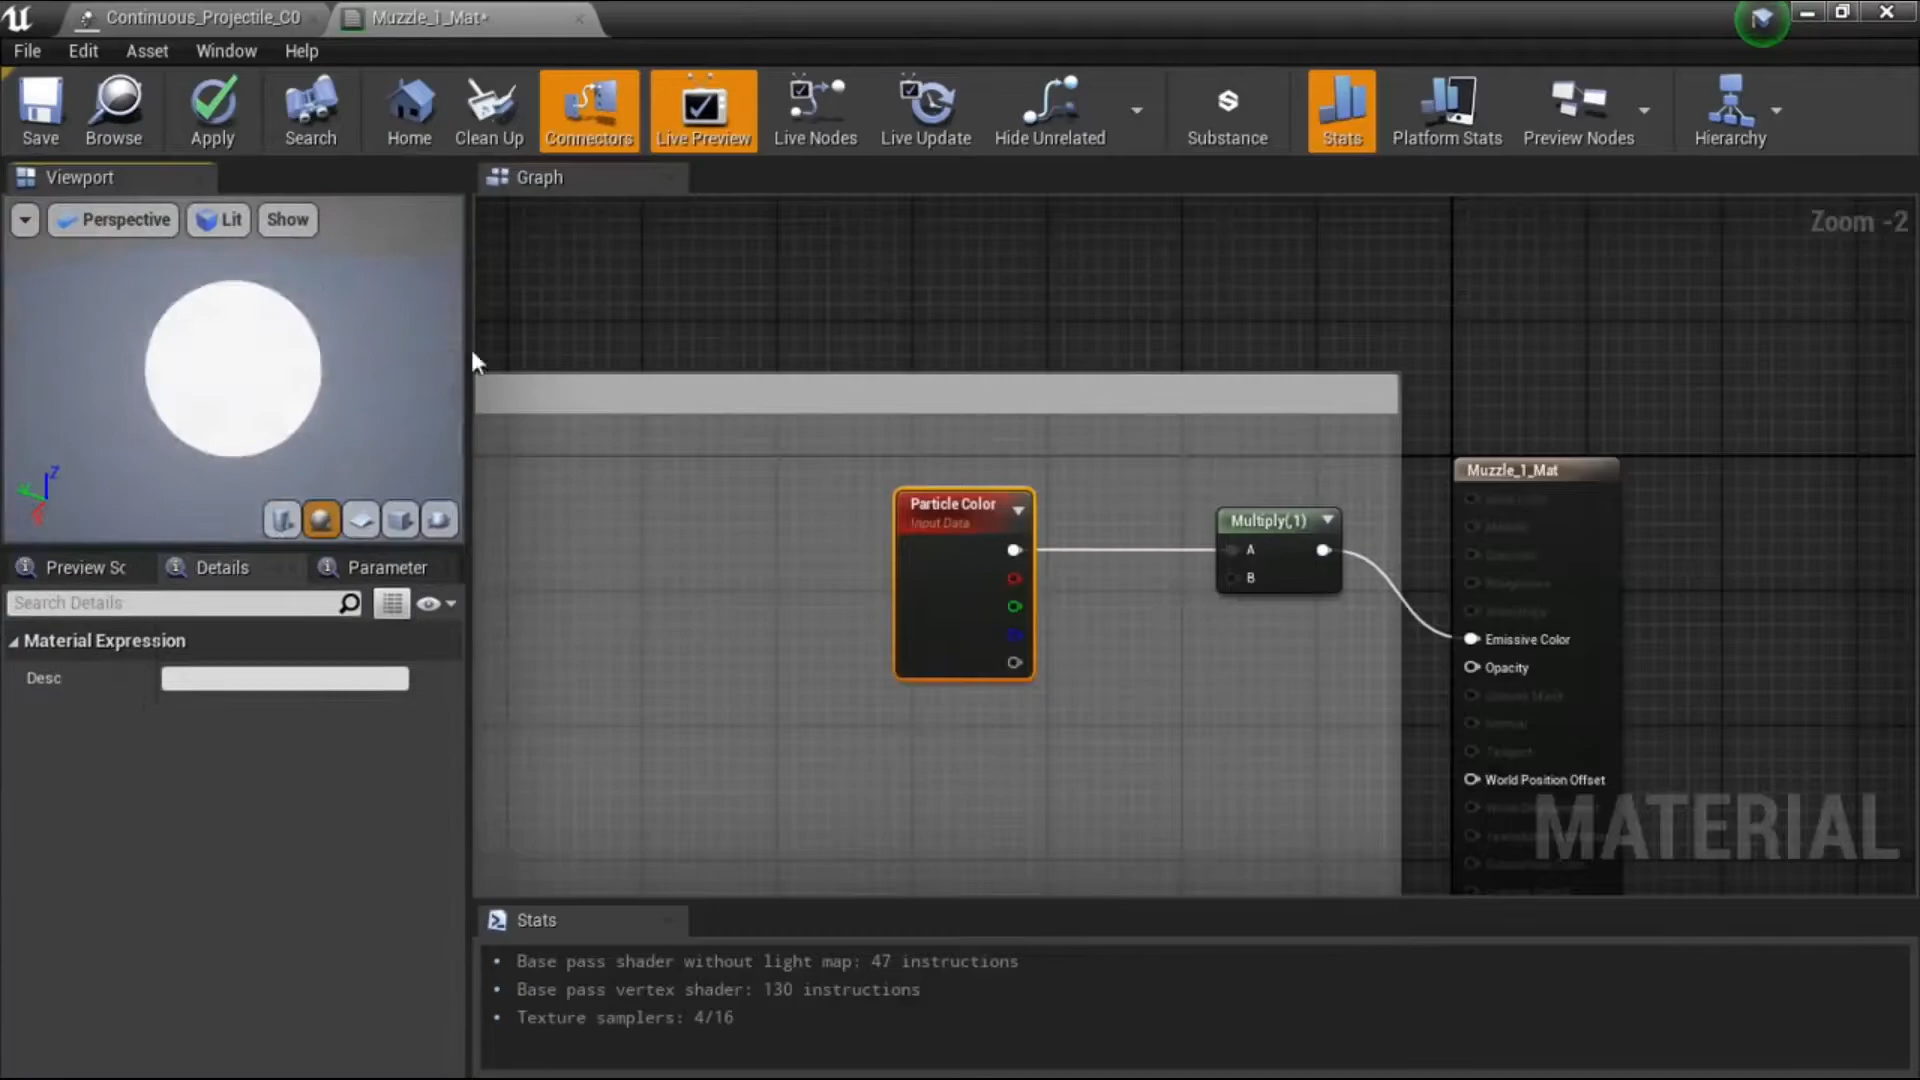 Continuous_Projectile_C0
Muzzle_1_Mat*
File Edit Asset Window Help
Save Browse Apply Search Home Clean Up Connectors Live Preview Live Nodes Live Update Hide Unrelated Substance Stats Platform Stats Preview Nodes Hierarchy
Viewport
Graph
Perspective Lit Show
Zoom -2
Particle Color
Input Data
Multiply(,1)
A
B
Muzzle_1_Mat
Emissive Color
Opacity
World Position Offset
MATERIAL
Z
Preview Sc Details Parameter
Search Details
Material Expression
Desc
Stats
• Base pass shader without light map: 47 instructions
• Base pass vertex shader: 130 instructions
• Texture samplers: 4/16